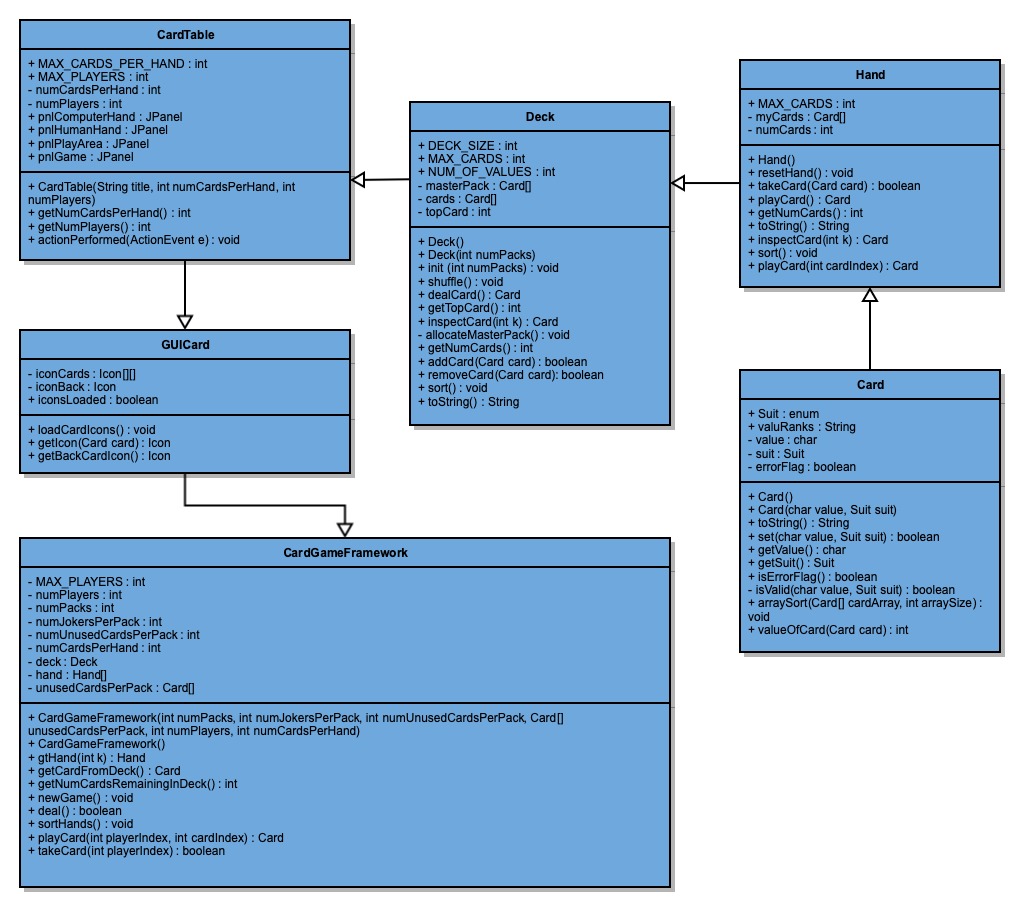 CardTable
+ MAX_CARDS_PER_HAND : int
+ MAX_PLAYERS : int
- numCardsPerHand : int
- numPlayers : int
+ pnlComputerHand : JPanel
+ pnlHumanHand : JPanel
+ pnlPlayArea : JPanel
+ pnlGame : JPanel
+ CardTable(String title, int numCardsPerHand, int
numPlayers)
+ getNumCardsPerHand() : int
+ getNumPlayers() : int
+ actionPerformed(ActionEvent e) : void
Deck
+ DECK_SIZE : int
+ MAX_CARDS : int
+ NUM_OF_VALUES : int
- masterPack : Card[]
- cards : Card[]
- topCard : int
+ Deck()
+ Deck(int numPacks)
+ init (int numPacks) : void
+ shuffle() : void
+ dealCard() : Card
+ getTopCard() : int
+ inspectCard(int k) : Card
- allocateMasterPack() : void
+ getNumCards() : int
+ addCard(Card card) : boolean
+ removeCard(Card card): boolean
+ sort() : void
+ toString() : String
Hand
+ MAX_CARDS : int
- myCards : Card[]
- numCards : int
+ Hand()
+ resetHand() : void
+ takeCard(Card card) : boolean
+ playCard() : Card
+ getNumCards() : int
+ toString() : String
+ inspectCard(int k) : Card
+ sort() : void
+ playCard(int cardIndex) : Card
GUICard
- iconCards : Icon[][]
- iconBack : Icon
+ iconsLoaded : boolean
+ loadCardIcons() : void
+ getIcon(Card card) : Icon
+ getBackCardIcon() : Icon
Card
+ Suit : enum
+ valuRanks : String
- value : char
- suit : Suit
- errorFlag : boolean
+ Card()
+ Card(char value, Suit suit)
+ toString() : String
+ set(char value, Suit suit) : boolean
+ getValue() : char
+ getSuit() : Suit
+ isErrorFlag() : boolean
- isValid(char value, Suit suit) : boolean
+ arraySort(Card[] cardArray, int arraySize) :
void
+ valueOfCard(Card card) : int
CardGameFramework
- MAX_PLAYERS : int
- numPlayers : int
- numPacks : int
- numJokersPerPack : int
- numUnusedCardsPerPack : int
- numCardsPerHand : int
- deck : Deck
- hand : Hand[]
- unusedCardsPerPack : Card[]
+ CardGameFramework(int numPacks, int numJokersPerPack, int numUnusedCardsPerPack, Card[]
unusedCardsPerPack, int numPlayers, int numCardsPerHand)
+ CardGameFramework()
+ gtHand(int k) : Hand
+ getCardFromDeck() : Card
+ getNumCardsRemainingInDeck() : int
+ newGame() : void
+ deal() : boolean
+ sortHands() : void
+ playCard(int playerIndex, int cardIndex) : Card
+ takeCard(int playerIndex) : boolean